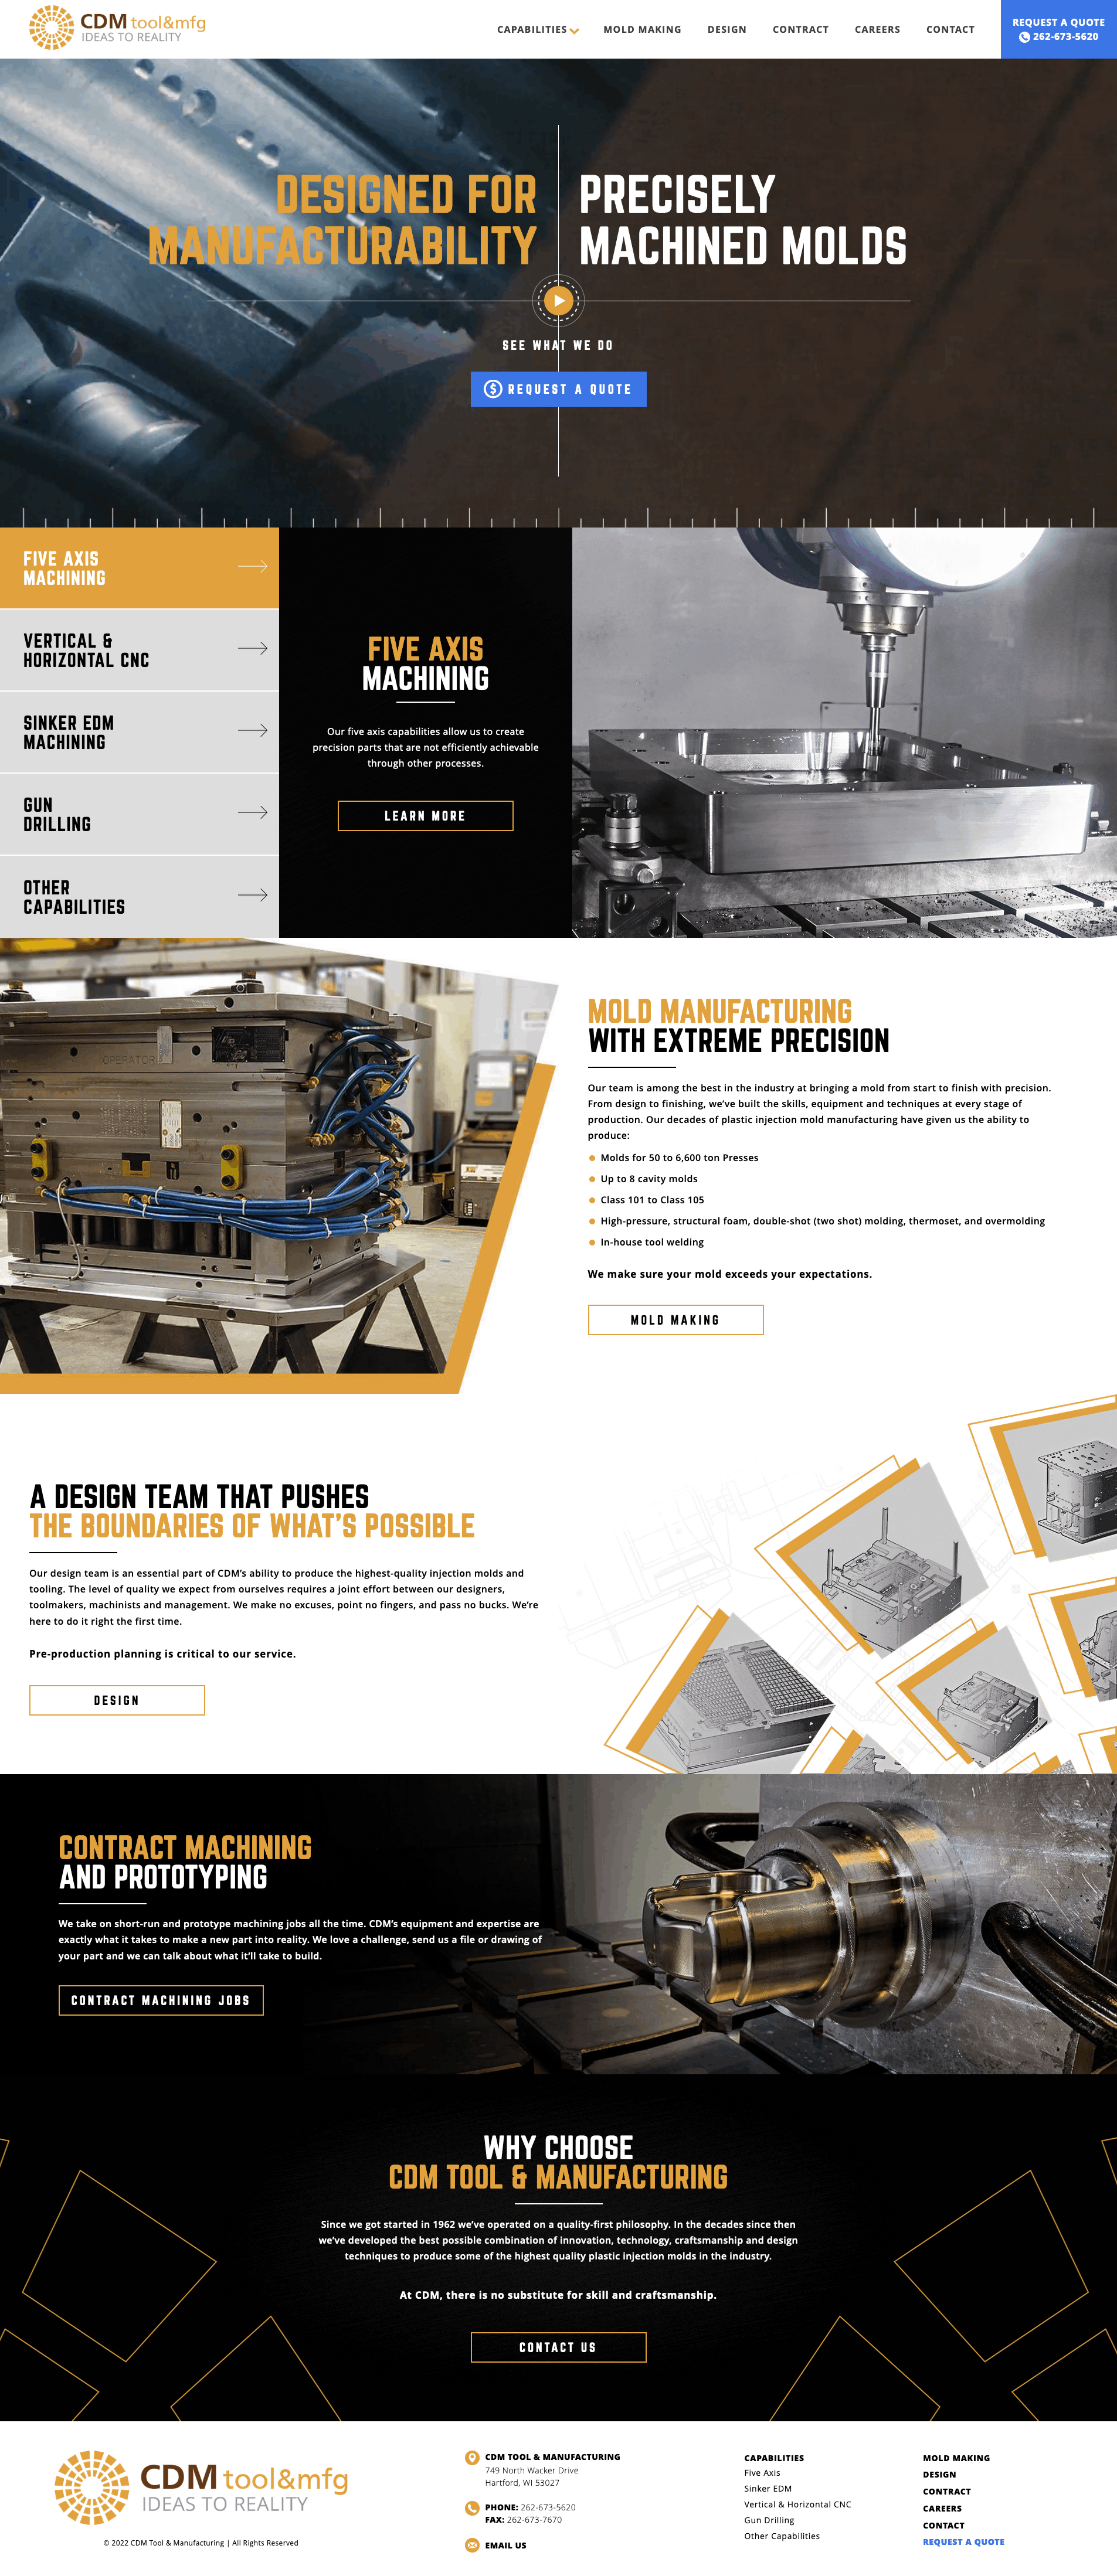 CDM tool&mfg
IDEAS TO REALITY
CAPABILITIES
MOLD MAKING
DESIGN
CONTRACT
CAREERS
CONTACT
REQUEST A QUOTE
262-673-5620
DESIGNED FOR
MANUFACTURABILITY
PRECISELY
MACHINED MOLDS
SEE WHAT WE DO
REQUEST A QUOTE
FIVE AXIS
MACHINING
VERTICAL &
HORIZONTAL CNC
SINKER EDM
MACHINING
GUN
DRILLING
OTHER
CAPABILITIES
FIVE AXIS
MACHINING
Our five axis capabilities allow us to create
precision parts that are not efficiently achievable
through other processes.
LEARN MORE
OPERATOR
MOLD MANUFACTURING
WITH EXTREME PRECISION
Our team is among the best in the industry at bringing a mold from start to finish with precision.
From design to finishing, we've built the skills, equipment and techniques at every stage of
production. Our decades of plastic injection mold manufacturing have given us the ability to
produce:
Molds for 50 to 6,600 ton Presses
Up to 8 cavity molds
Class 101 to Class 105
High-pressure, structural foam, double-shot (two shot) molding, thermoset, and overmolding
In-house tool welding
We make sure your mold exceeds your expectations.
MOLD MAKING
A DESIGN TEAM THAT PUSHES
THE BOUNDARIES OF WHAT'S POSSIBLE
Our design team is an essential part of CDM's ability to produce the highest-quality injection molds and
tooling. The level of quality we expect from ourselves requires a joint effort between our designers,
toolmakers, machinists and management. We make no excuses, point no fingers, and pass no bucks. We're
here to do it right the first time.
Pre-production planning is critical to our service.
DESIGN
CONTRACT MACHINING
AND PROTOTYPING
We take on short-run and prototype machining jobs all the time. CDM's equipment and expertise are
exactly what it takes to make a new part into reality. We love a challenge, send us a file or drawing of
your part and we can talk about what it'll take to build.
CONTRACT MACHINING JOBS
WHY CHOOSE
CDM TOOL & MANUFACTURING
Since we got started in 1962 we've operated on a quality-first philosophy. In the decades since then
we've developed the best possible combination of innovation, technology, craftsmanship and design
techniques to produce some of the highest quality plastic injection molds in the industry.
At CDM, there is no substitute for skill and craftsmanship.
CONTACT US
CDM tool&mfg
IDEAS TO REALITY
© 2022 CDM Tool & Manufacturing | All Rights Reserved
CDM TOOL & MANUFACTURING
749 North Wacker Drive
Hartford, WI 53027
PHONE: 262-673-5620
FAX: 262-673-7670
EMAIL US
CAPABILITIES
Five Axis
Sinker EDM
Vertical & Horizontal CNC
Gun Drilling
Other Capabilities
MOLD MAKING
DESIGN
CONTRACT
CAREERS
CONTACT
REQUEST A QUOTE